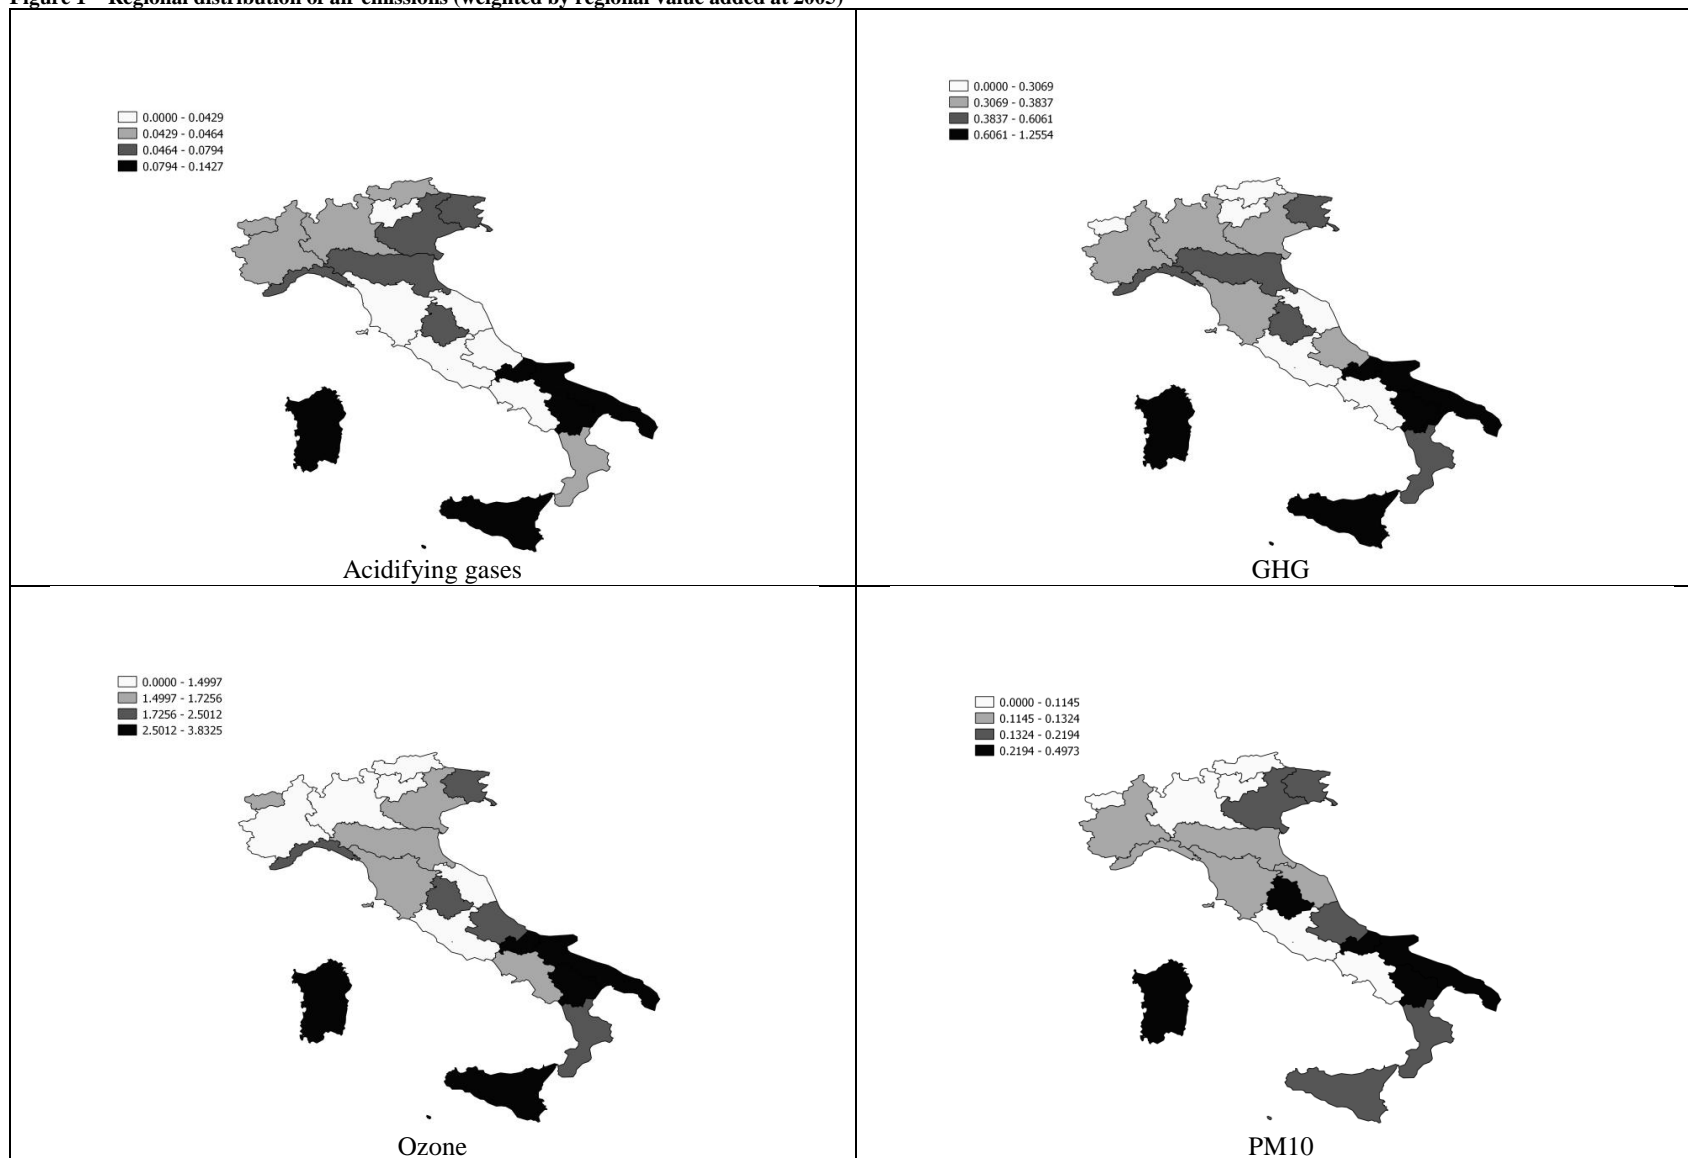 Figure 1 – Regional distribution of air emissions (weighted by regional value added at 2005)
0.0000 - 0.0429
0.0429 - 0.0464
0.0464 - 0.0794
0.0794 - 0.1427
Acidifying gases
0.0000 - 0.3069
0.3069 - 0.3837
0.3837 - 0.6061
0.6061 - 1.2554
GHG
0.0000 - 1.4997
1.4997 - 1.7256
1.7256 - 2.5012
2.5012 - 3.8325
Ozone
0.0000 - 0.1145
0.1145 - 0.1324
0.1324 - 0.2194
0.2194 - 0.4973
PM10